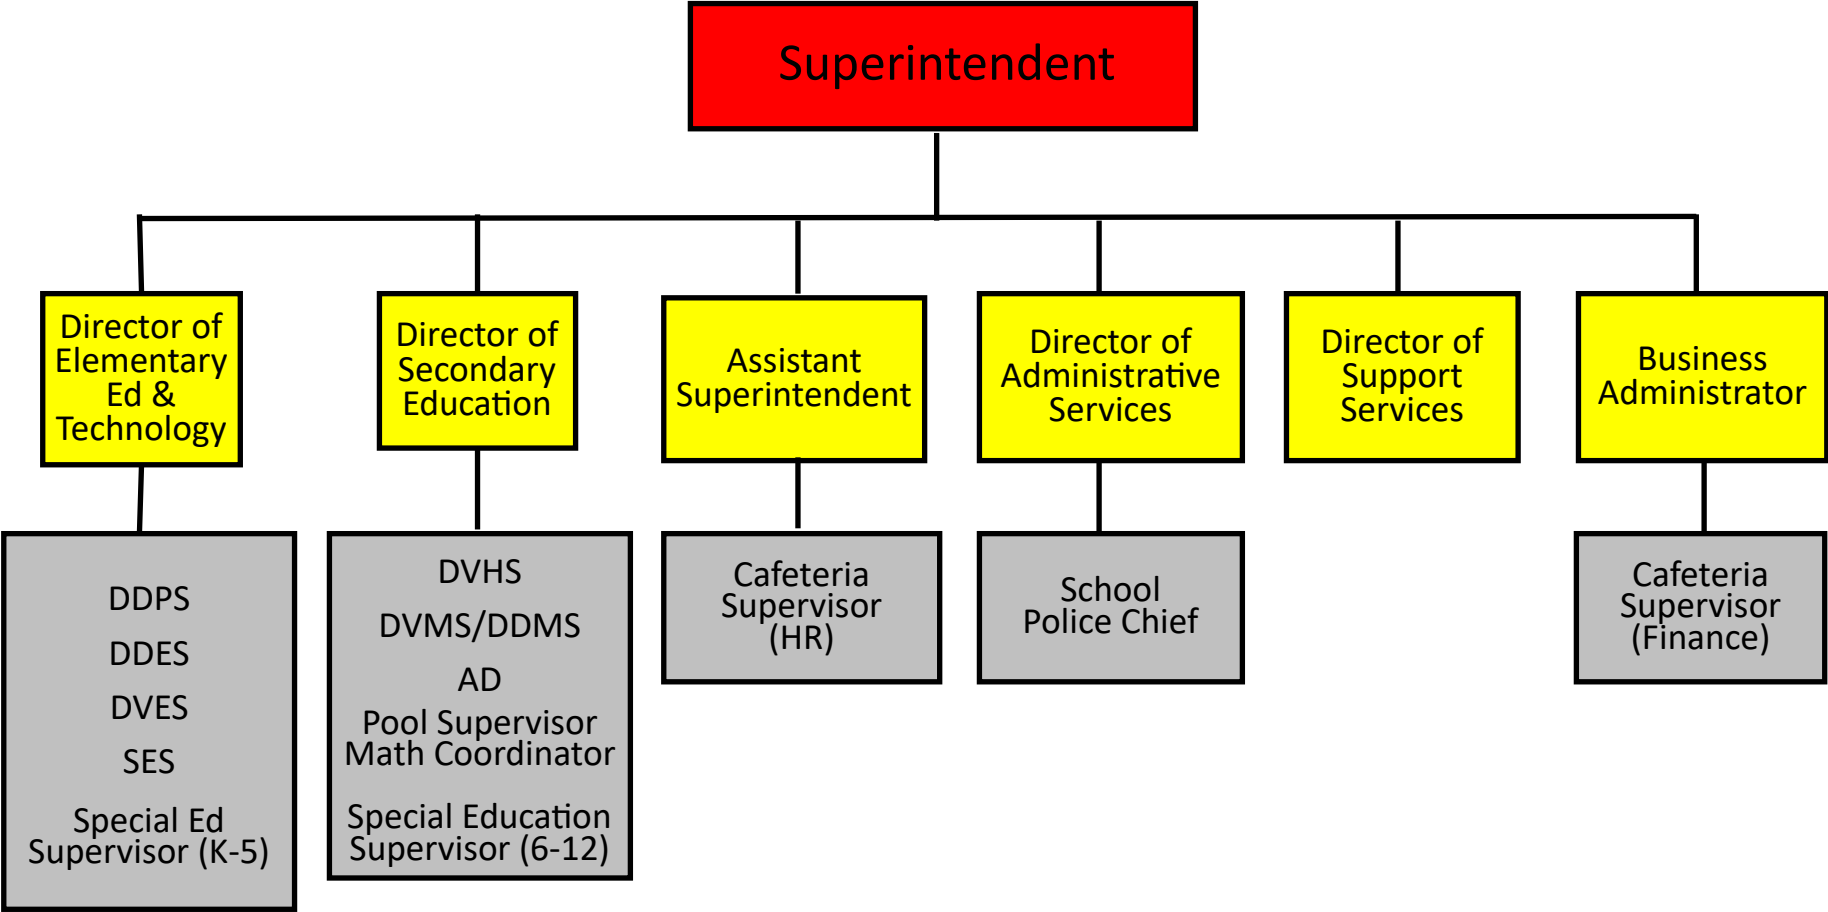 Superintendent
Director of
Elementary
Ed &
Technology
Director of
Secondary
Education
Assistant
Superintendent
Director of
Administrative
Services
Director of
Support
Services
Business
Administrator
DDPS
DDES
DVES
SES
Special Ed
Supervisor (K-5)
DVHS
DVMS/DDMS
AD
Pool Supervisor
Math Coordinator
Special Education
Supervisor (6-12)
Cafeteria
Supervisor
(HR)
School
Police Chief
Cafeteria
Supervisor
(Finance)